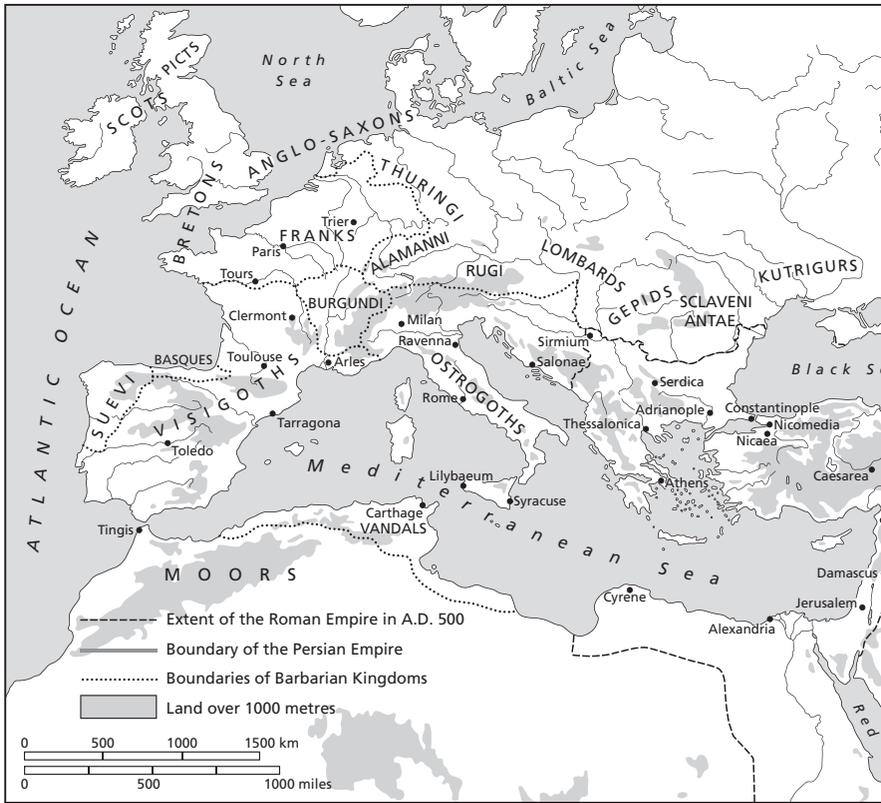 PICTS
North
Sea
Baltic Sea
SCOTS
ANGLO-SAXONS
BRETONS
THURINGI
Trier
FRANKS
Paris
ALAMANNI
LOMBARDS
RUGI
KUTRIGURS
Tours
BURGUNDI
GEPIDS
SCLAVENI
ANTAE
ATLANTIC OCEAN
Clermont
Milan
Ravenna
Sirmium
Salonae
BASQUES
Toulouse
Arles
Black Se
SUEVI
VISIGOTHS
OSTROGOTHS
Rome
Serdica
Adrianople
Constantinople
Nicomedia
Nicaea
Thessalonica
Tarragona
Toledo
Mediterranean Sea
Lilybaeum
Syracuse
Athens
Caesarea
Carthage
VANDALS
Tingis
MOORS
Damascus
Cyrene
Jerusalem
Alexandria
Red
Extent of the Roman Empire in A.D. 500
Boundary of the Persian Empire
Boundaries of Barbarian Kingdoms
Land over 1000 metres
0 500 1000 1500 km
0 500 1000 miles